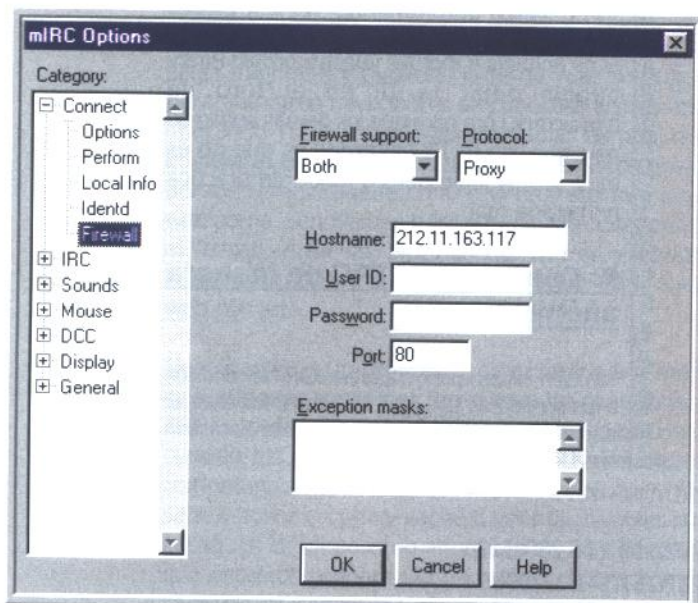 mIRC Options
Category:
Connect
Options
Perform
Local Info
Identd
Firewall
IRC
Sounds
Mouse
DCC
Display
General
Firewall support:
Protocol:
Both
Proxy
Hostname: 212.11.163.117
User ID:
Password:
Port: 80
Exception masks:
OK
Cancel
Help